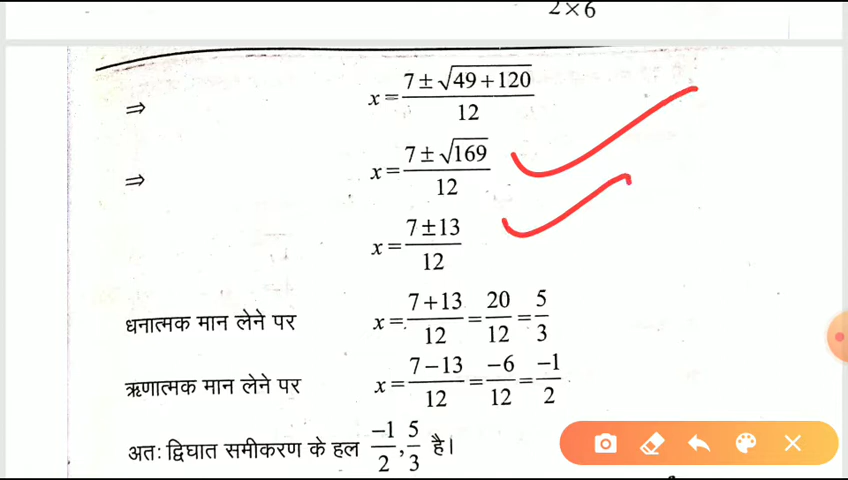 2×6
⇒ x = (7 ± √(49+120))/12
⇒ x = (7 ± √169)/12
x = (7 ± 13)/12
धनात्मक मान लेने पर x = (7+13)/12 = 20/12 = 5/3
ऋणात्मक मान लेने पर x = (7−13)/12 = −6/12 = −1/2
अतः द्विघात समीकरण के हल −1/2, 5/3 है।